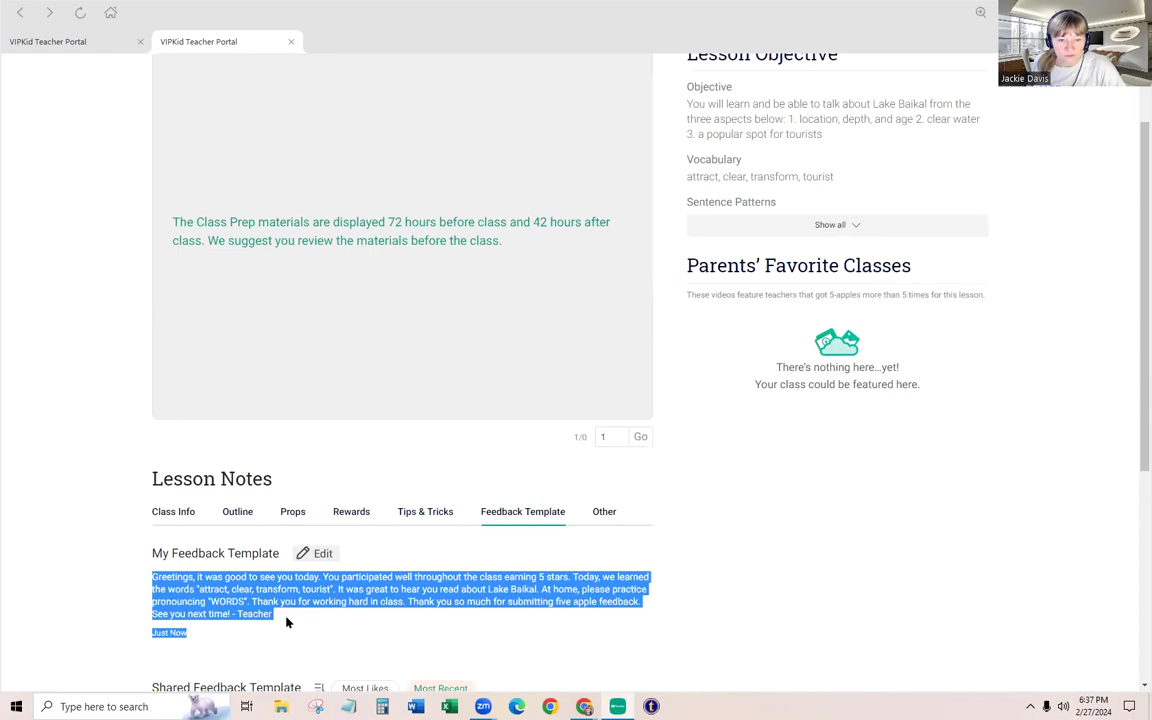 VIPKid Teacher Portal
VIPKid Teacher Portal
Jackie Davis
The Class Prep materials are displayed 72 hours before class and 42 hours after
class. We suggest you review the materials before the class.
1/0
1
Go
Lesson Objective
Objective
You will learn and be able to talk about Lake Baikal from the
three aspects below: 1. location, depth, and age 2. clear water
3. a popular spot for tourists
Vocabulary
attract, clear, transform, tourist
Sentence Patterns
Show all
Parents’ Favorite Classes
These videos feature teachers that got 5-apples more than 5 times for this lesson.
There’s nothing here…yet!
Your class could be featured here.
Lesson Notes
Class Info Outline Props Rewards Tips & Tricks Feedback Template Other
My Feedback Template Edit
Greetings, it was good to see you today. You participated well throughout the class earning 5 stars. Today, we learned
the words "attract, clear, transform, tourist". It was great to hear you read about Lake Baikal. At home, please practice
pronouncing "WORDS". Thank you for working hard in class. Thank you so much for submitting five apple feedback.
See you next time! - Teacher
Just Now
Shared Feedback Template Most Likes Most Recent
Type here to search
6:37 PM
2/27/2024